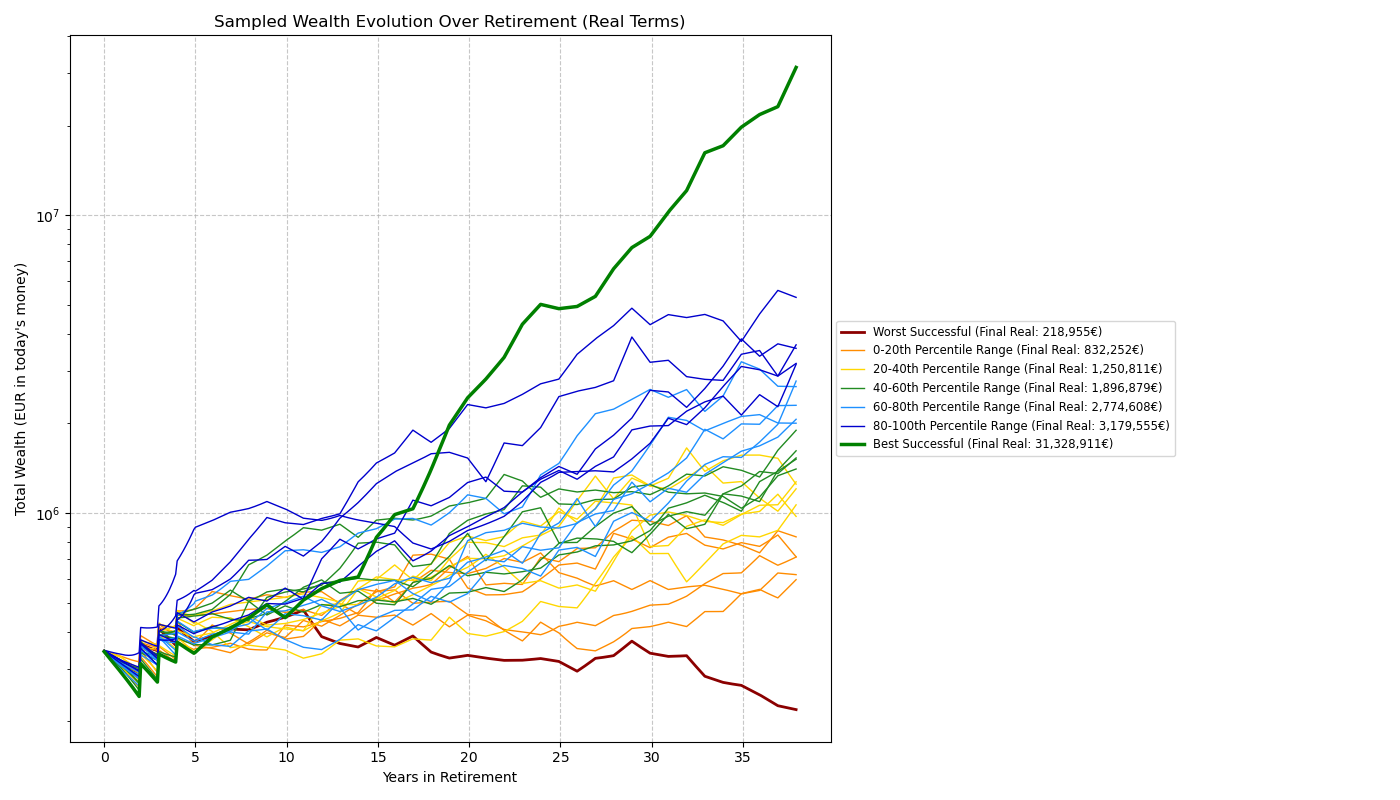 Sampled Wealth Evolution Over Retirement (Real Terms)
Total Wealth (EUR in today's money)
10⁷
10⁶
0 5 10 15 20 25 30 35
Years in Retirement
Worst Successful (Final Real: 218,955€)
0-20th Percentile Range (Final Real: 832,252€)
20-40th Percentile Range (Final Real: 1,250,811€)
40-60th Percentile Range (Final Real: 1,896,879€)
60-80th Percentile Range (Final Real: 2,774,608€)
80-100th Percentile Range (Final Real: 3,179,555€)
Best Successful (Final Real: 31,328,911€)